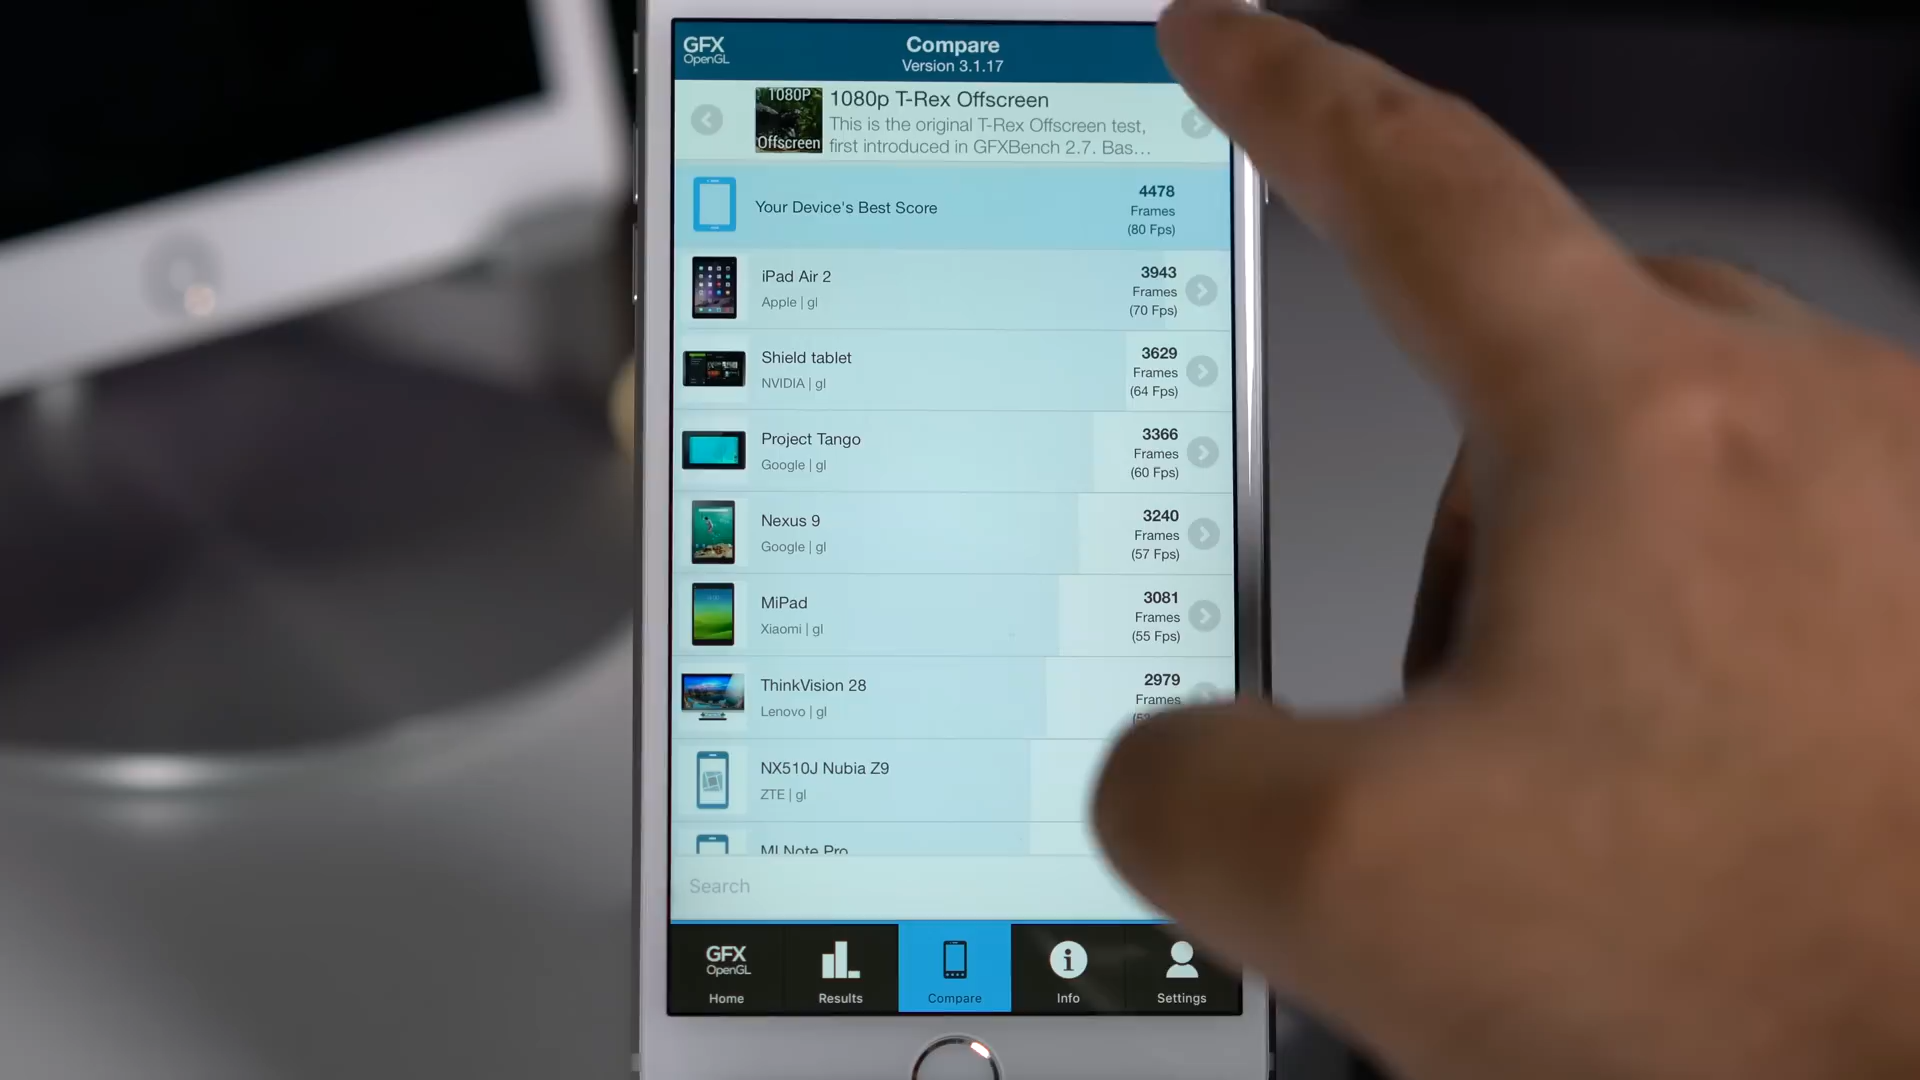 GFX
OpenGL
Compare
Version 3.1.17
1080P
Offscreen
1080p T-Rex Offscreen
This is the original T-Rex Offscreen test,
first introduced in GFXBench 2.7. Bas...
Your Device's Best Score
4478
Frames
(80 Fps)
iPad Air 2
Apple | gl
3943
Frames
(70 Fps)
Shield tablet
NVIDIA | gl
3629
Frames
(64 Fps)
Project Tango
Google | gl
3366
Frames
(60 Fps)
Nexus 9
Google | gl
3240
Frames
(57 Fps)
MiPad
Xiaomi | gl
3081
Frames
(55 Fps)
ThinkVision 28
Lenovo | gl
2979
Frames
NX510J Nubia Z9
ZTE | gl
MI Note Pro
Search
GFX
OpenGL
Home
Results
Compare
Info
Settings